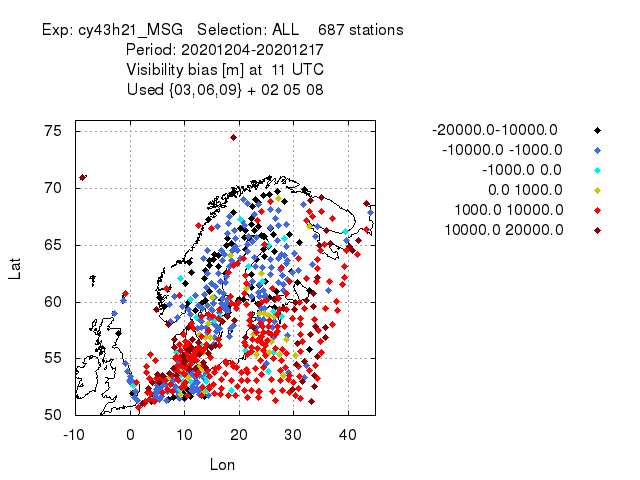 Exp: cy43h21_MSG   Selection: ALL    687 stations
Period: 20201204-20201217
Visibility bias [m] at  11 UTC
Used {03,06,09} + 02 05 08
-20000.0-10000.0
-10000.0 -1000.0
-1000.0 0.0
0.0 1000.0
1000.0 10000.0
10000.0 20000.0
75
70
65
60
55
50
Lat
-10 0 10 20 30 40
Lon